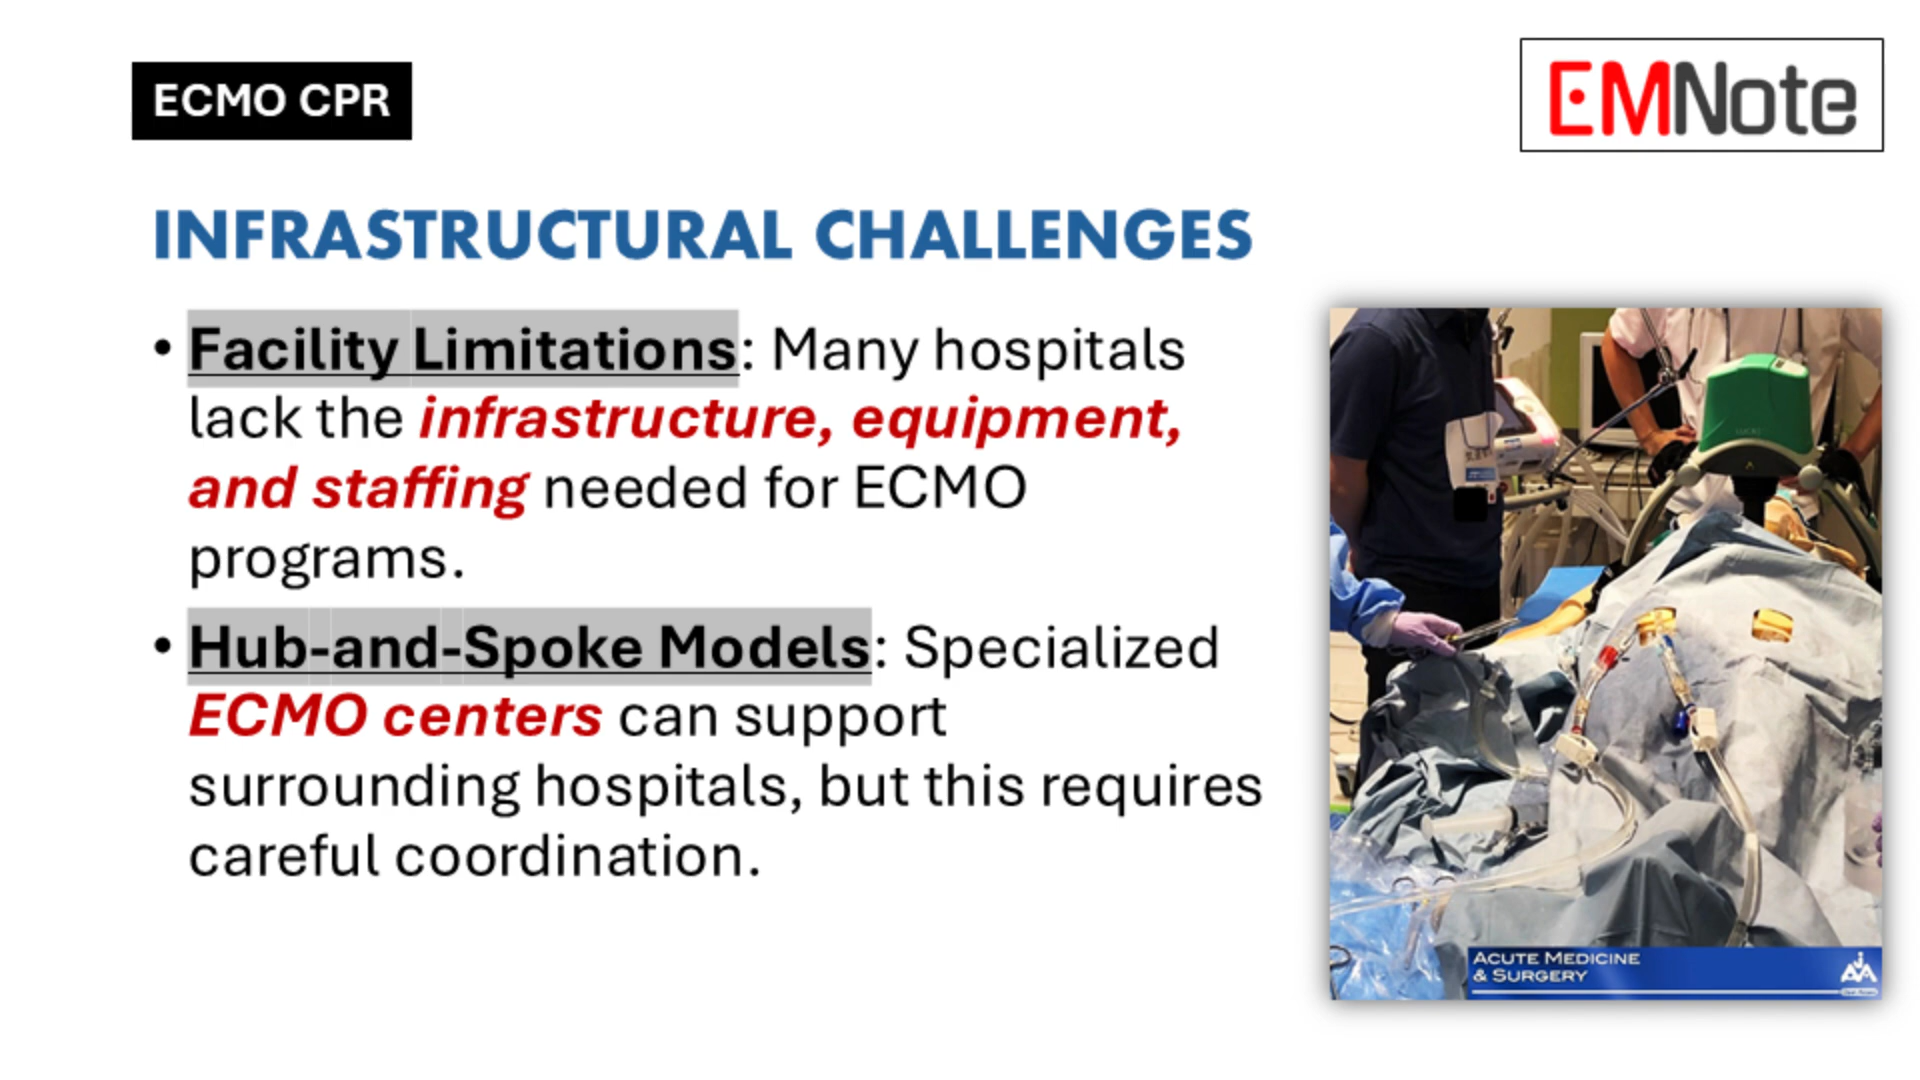 ECMO CPR
EMNote
INFRASTRUCTURAL CHALLENGES
• Facility Limitations: Many hospitals
lack the infrastructure, equipment,
and staffing needed for ECMO
programs.
• Hub-and-Spoke Models: Specialized
ECMO centers can support
surrounding hospitals, but this requires
careful coordination.
ACUTE MEDICINE
& SURGERY